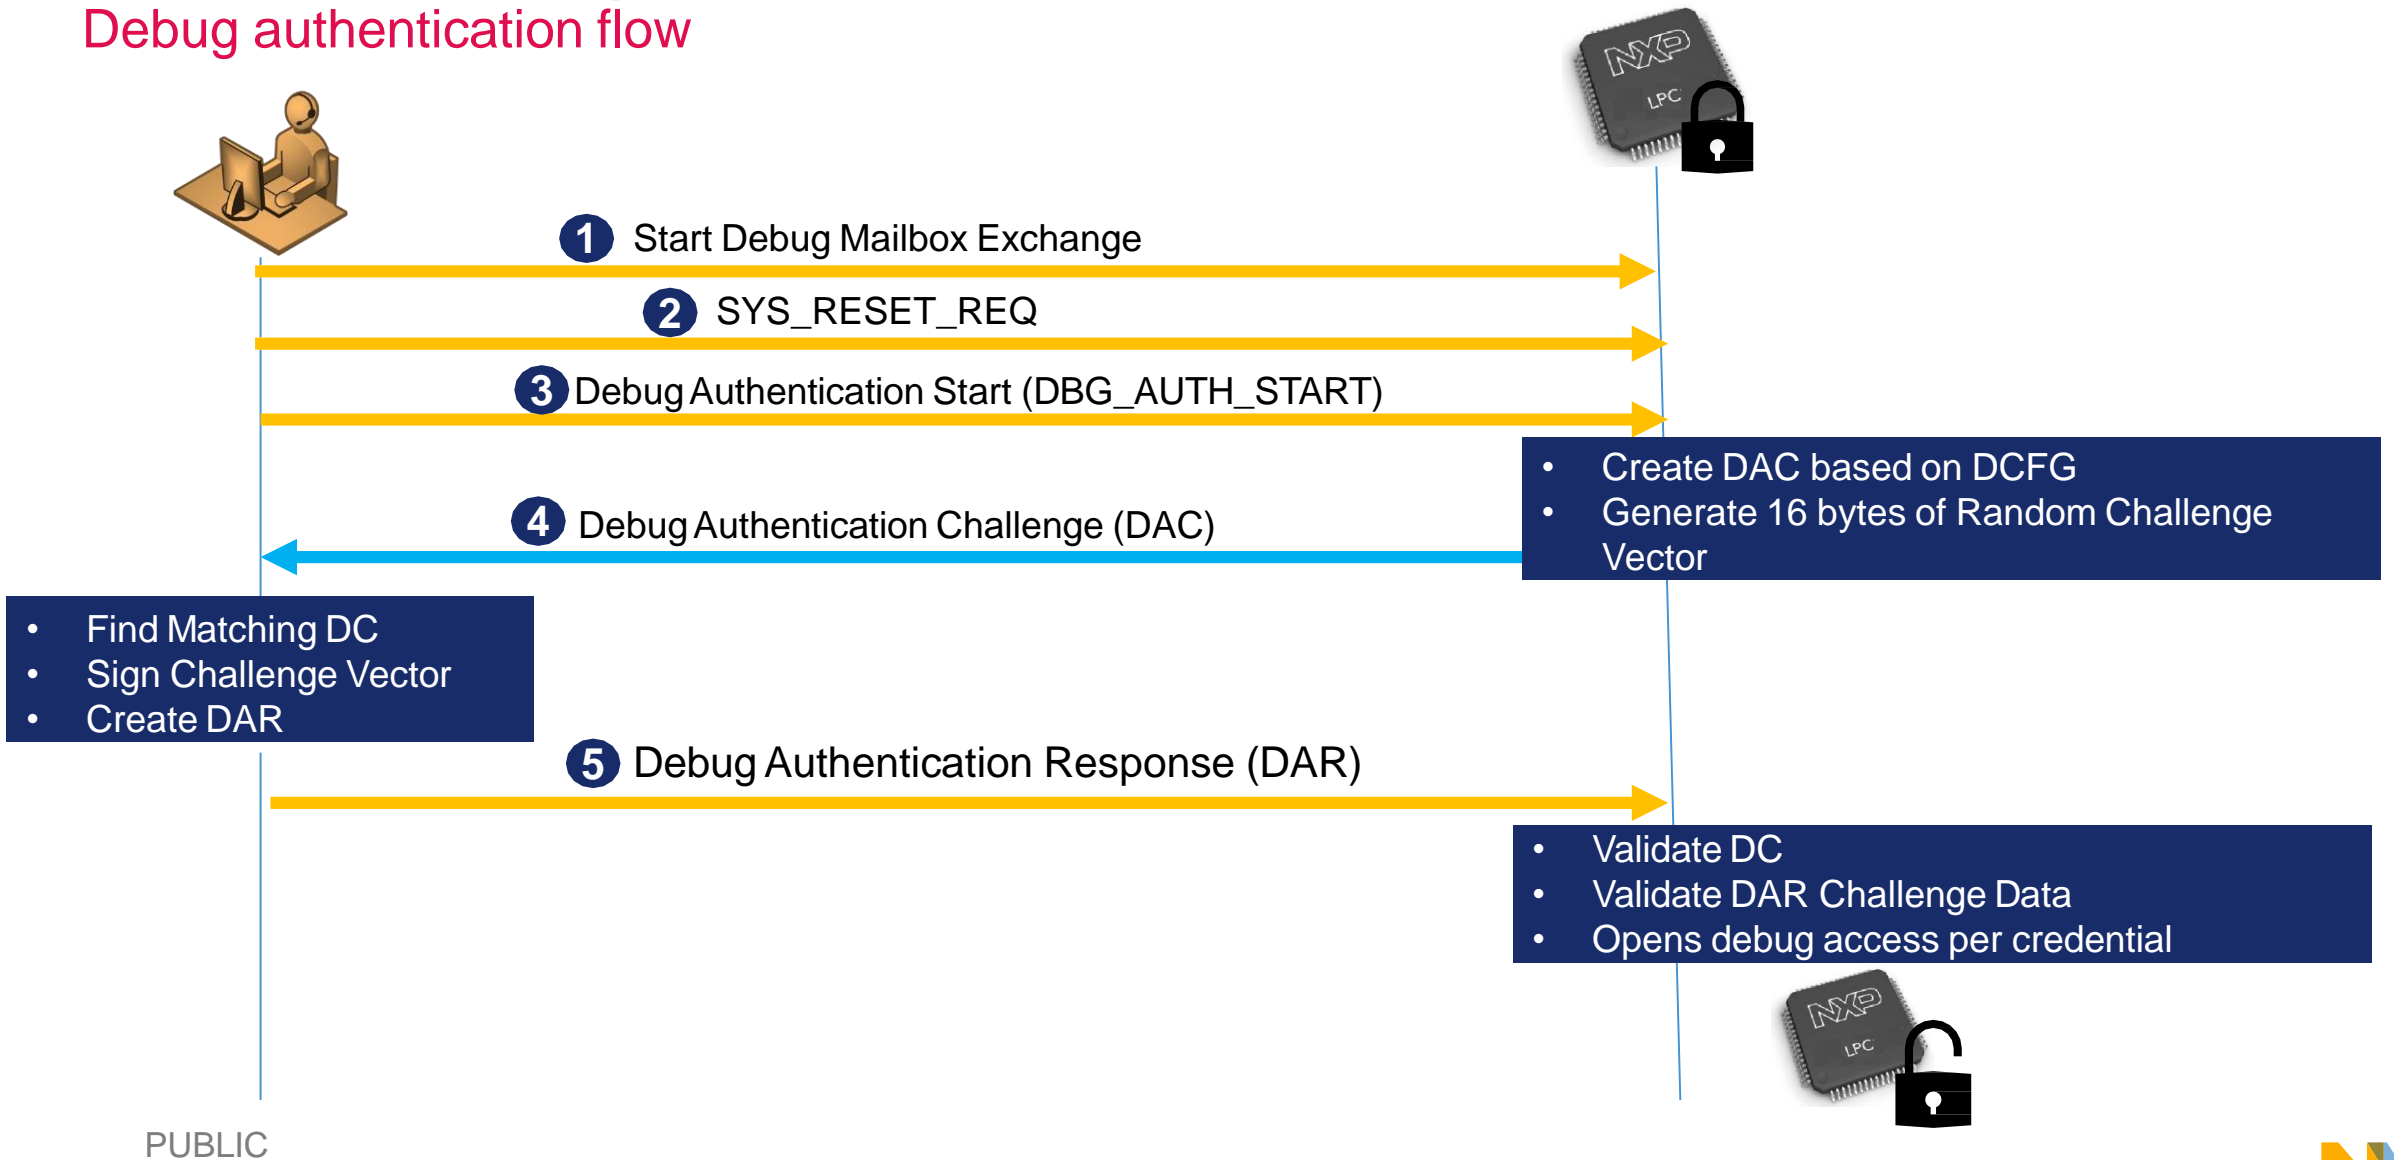 Debug authentication flow
NXP
LPC
1 Start Debug Mailbox Exchange
2 SYS_RESET_REQ
3 Debug Authentication Start (DBG_AUTH_START)
• Create DAC based on DCFG
• Generate 16 bytes of Random Challenge
Vector
4 Debug Authentication Challenge (DAC)
• Find Matching DC
• Sign Challenge Vector
• Create DAR
5 Debug Authentication Response (DAR)
• Validate DC
• Validate DAR Challenge Data
• Opens debug access per credential
NXP
LPC
PUBLIC